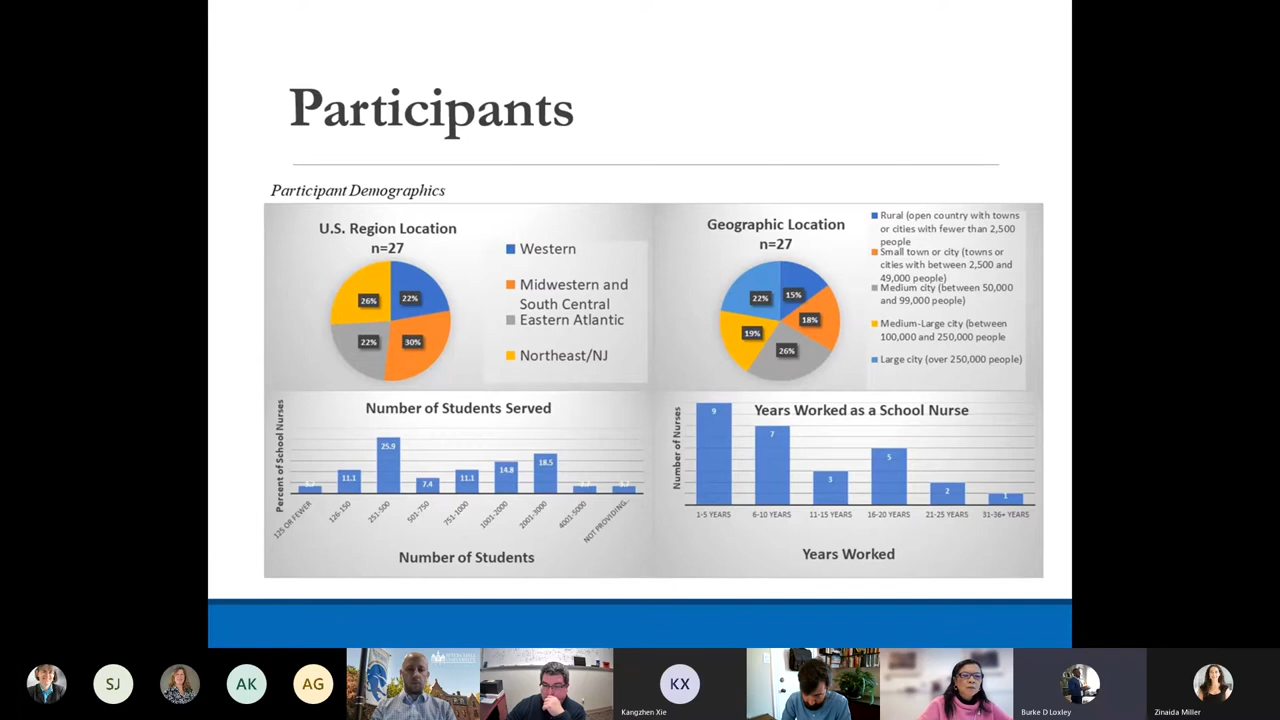 Participants
Participant Demographics
U.S. Region Location
n=27
26%
22%
22%
30%
Western
Midwestern and
South Central
Eastern Atlantic
Northeast/NJ
Geographic Location
n=27
22%
15%
18%
19%
26%
Rural (open country with towns
or cities with fewer than 2,500
people
Small town or city (towns or
cities with between 2,500 and
49,000 people)
Medium city (between 50,000
and 99,000 people)
Medium-Large city (between
100,000 and 250,000 people
Large city (over 250,000 people)
Number of Students Served
Percent of School Nurses
11.1
25.9
7.4
11.1
14.8
18.5
125 OR FEWER
126-150
251-500
501-750
751-1000
1001-2000
2001-3000
4001-5000
NOT PROVIDING...
Number of Students
Years Worked as a School Nurse
Number of Nurses
9
7
3
5
2
1
1-5 YEARS
6-10 YEARS
11-15 YEARS
16-20 YEARS
21-25 YEARS
31-36+ YEARS
Years Worked
SJ
AK
AG
KX
Kangzhen Xie
Burke D Loxley
Zinaida Miller